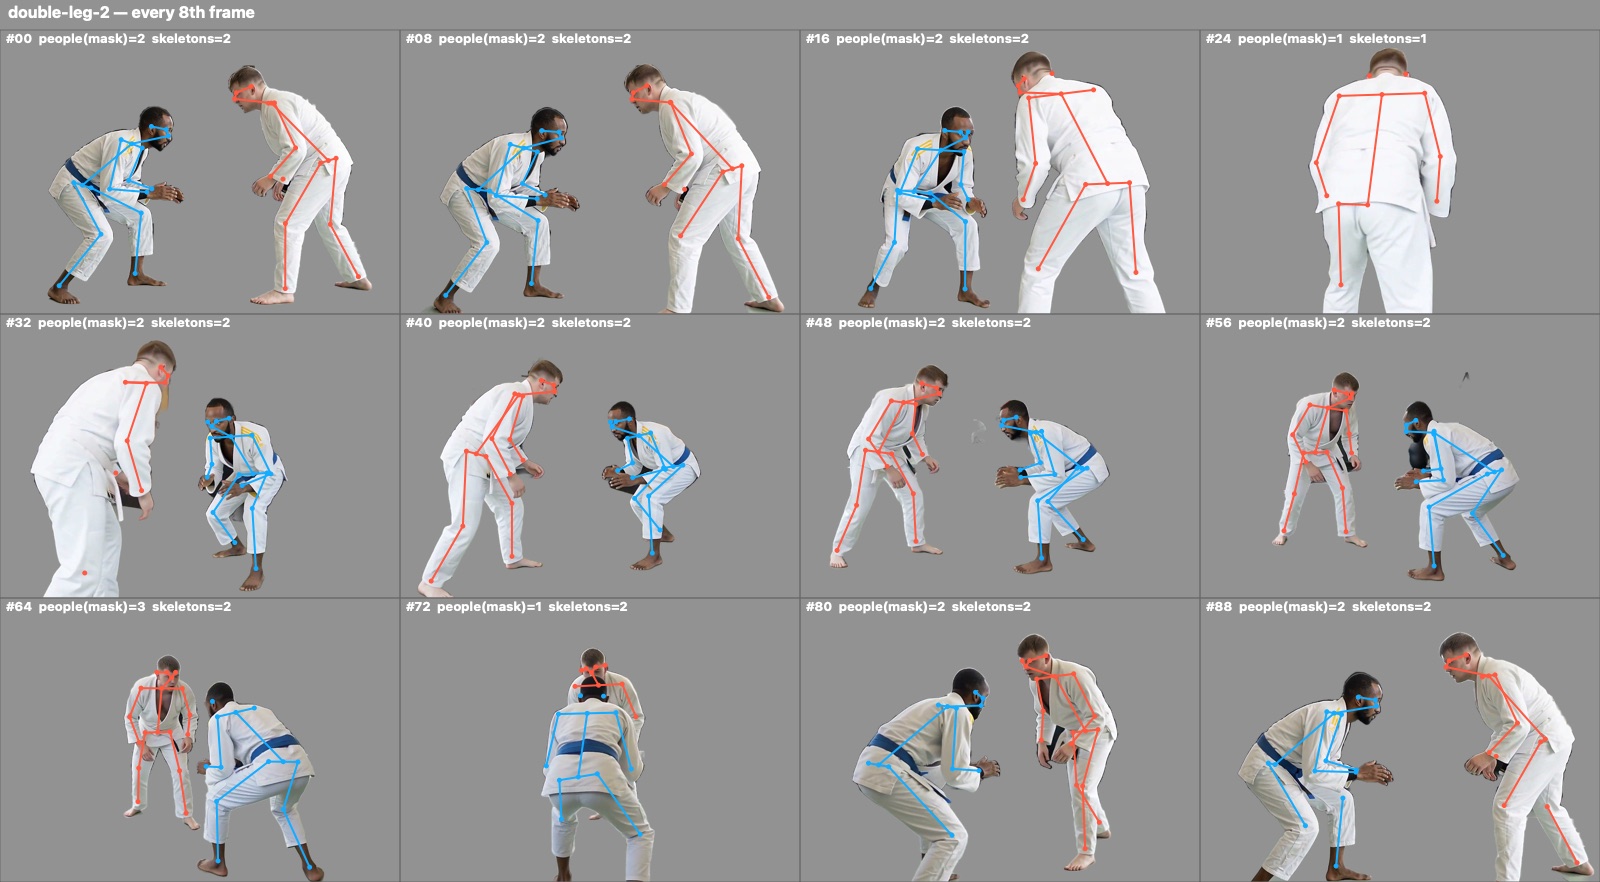 double-leg-2 — every 8th frame
#00 people(mask)=2 skeletons=2
#08 people(mask)=2 skeletons=2
#16 people(mask)=2 skeletons=2
#24 people(mask)=1 skeletons=1
#32 people(mask)=2 skeletons=2
#40 people(mask)=2 skeletons=2
#48 people(mask)=2 skeletons=2
#56 people(mask)=2 skeletons=2
#64 people(mask)=3 skeletons=2
#72 people(mask)=1 skeletons=2
#80 people(mask)=2 skeletons=2
#88 people(mask)=2 skeletons=2